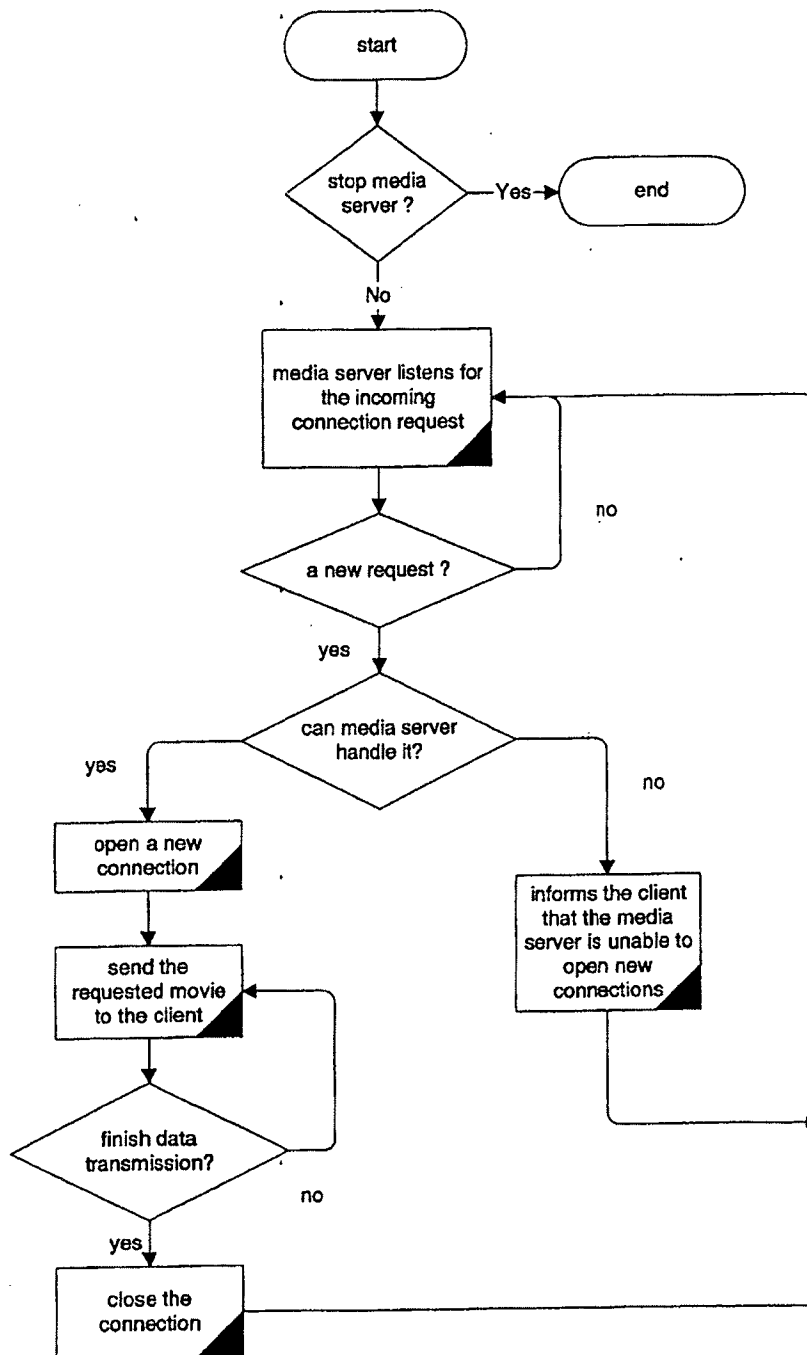 start
stop media
server ?
Yes
end
No
media server listens for
the incoming
connection request
no
a new request ?
yes
can media server
handle it?
yes
no
open a new
connection
informs the client
that the media
server is unable to
open new
connections
send the
requested movie
to the client
finish data
transmission?
no
yes
close the
connection